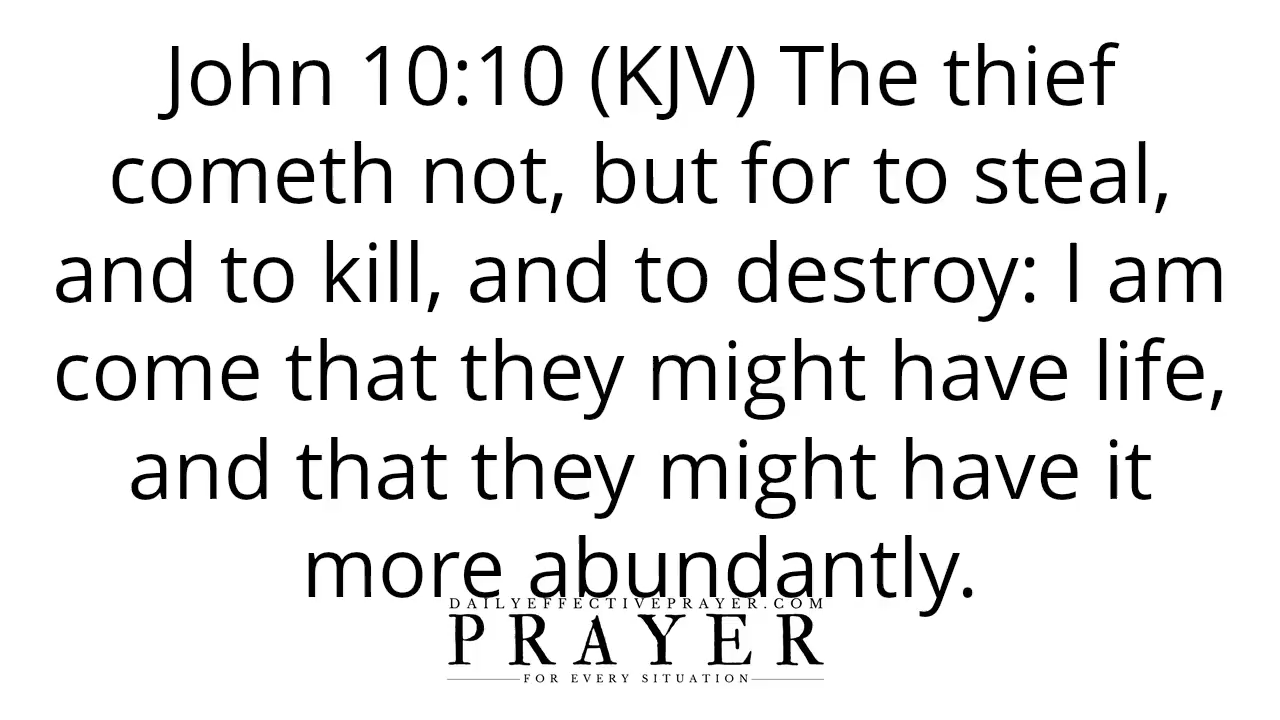 John 10:10 (KJV) The thief
cometh not, but for to steal,
and to kill, and to destroy: I am
come that they might have life,
and that they might have it
more abundantly.
DAILYEFFECTIVEPRAYER.COM
PRAYER
FOR EVERY SITUATION